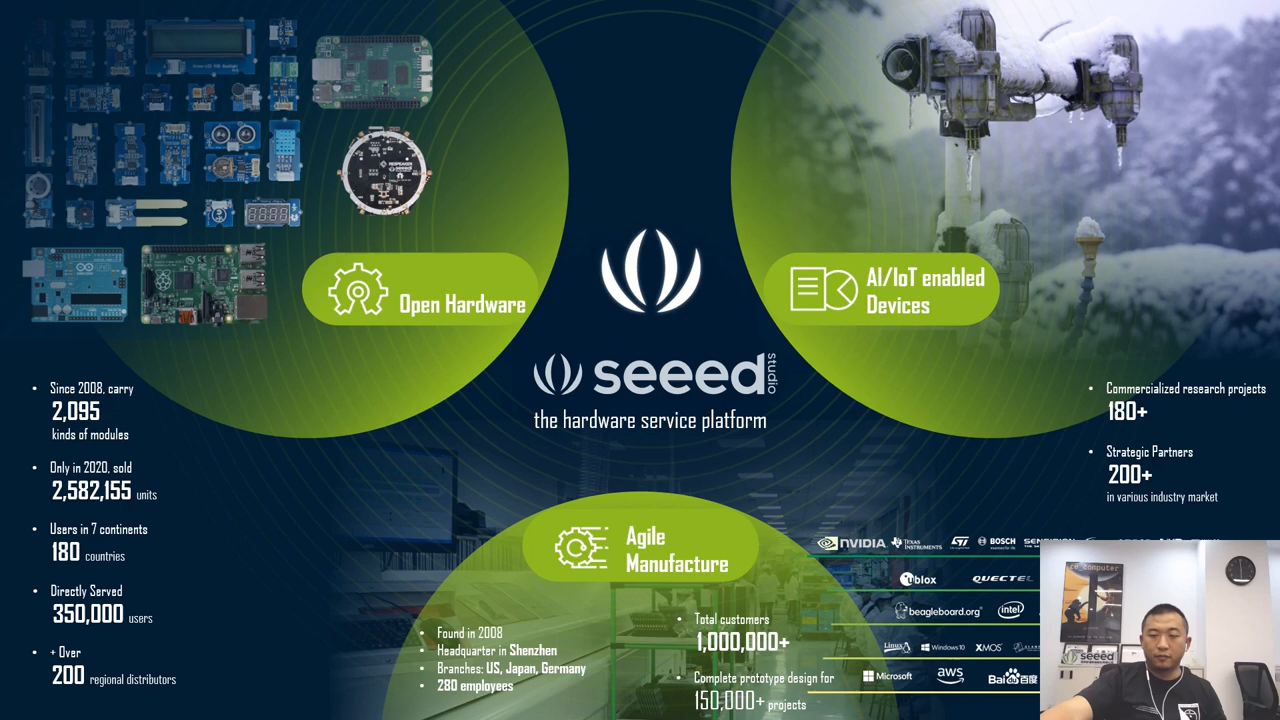 Open Hardware
AI/IoT enabled
Devices
seeed studio
the hardware service platform
• Since 2008, carry
2,095
kinds of modules
• Only in 2020, sold
2,582,155 units
• Users in 7 continents
180 countries
• Directly Served
350,000 users
• + Over
200 regional distributors
• Commercialized research projects
180+
• Strategic Partners
200+
in various industry market
Agile
Manufacture
• Found in 2008
• Headquarter in Shenzhen
• Branches: US, Japan, Germany
• 280 employees
• Total customers
1,000,000+
• Complete prototype design for
150,000+ projects
NVIDIA TEXAS INSTRUMENTS ST BOSCH
ublox QUECTEL
beagleboard.org intel
Linux Windows 10 XMOS
Microsoft aws Bai百度
seeed